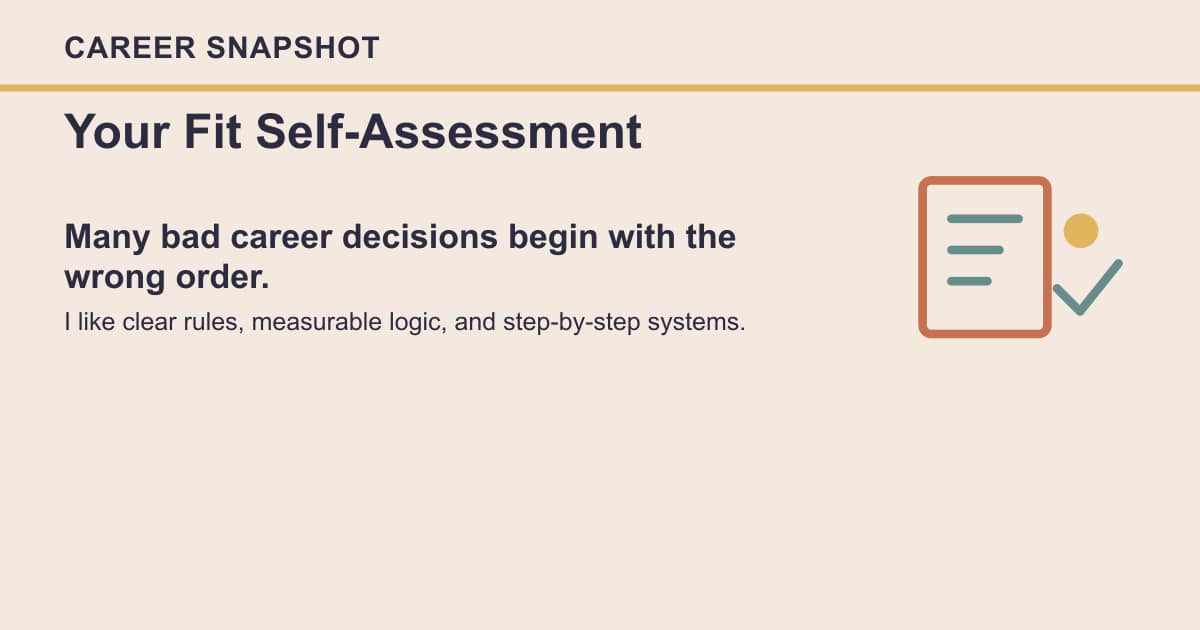 CAREER SNAPSHOT
Your Fit Self-Assessment
Many bad career decisions begin with the
wrong order.
I like clear rules, measurable logic, and step-by-step systems.